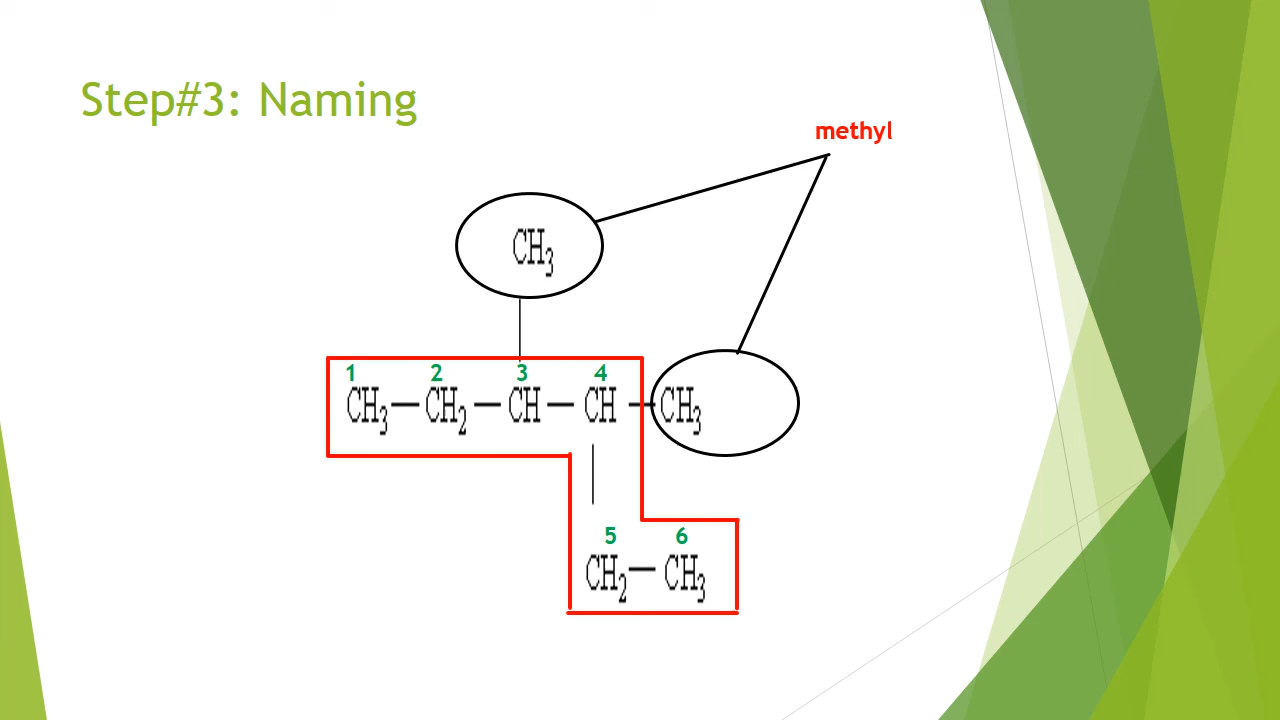 Step#3: Naming
methyl
CH₃
1 2 3 4
CH₃—CH₂—CH—CH—CH₃
5 6
CH₂—CH₃